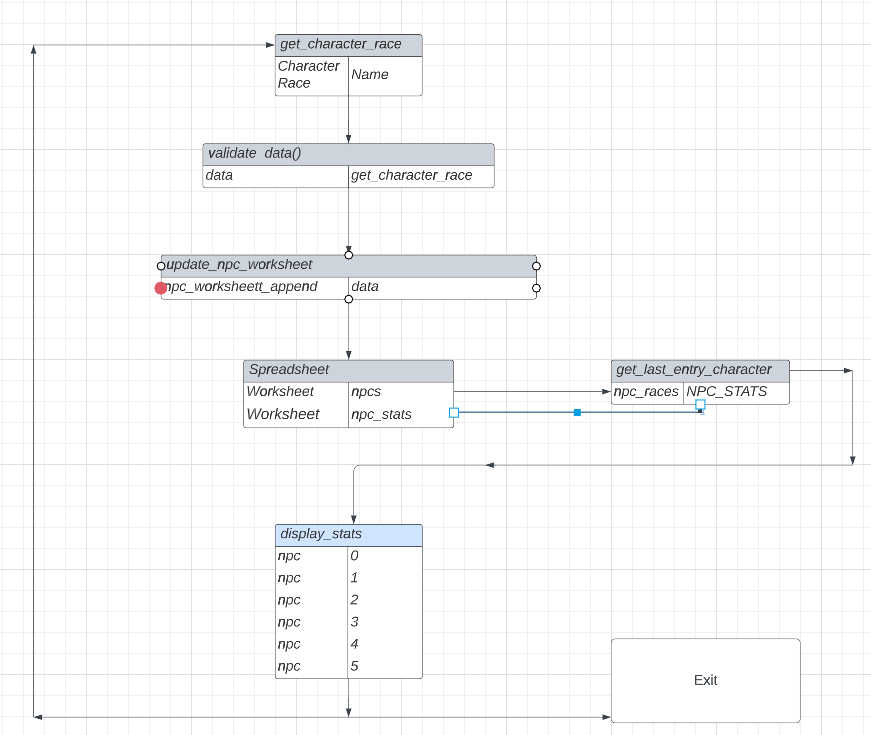 get_character_race
Character Race
Name
validate data()
data
get_character_race
update_npc_worksheet
npc_worksheett_append
data
Spreadsheet
Worksheet
npcs
Worksheet
npc_stats
get_last_entry_character
npc_races
NPC_STATS
display_stats
npc
0
npc
1
npc
2
npc
3
npc
4
npc
5
Exit